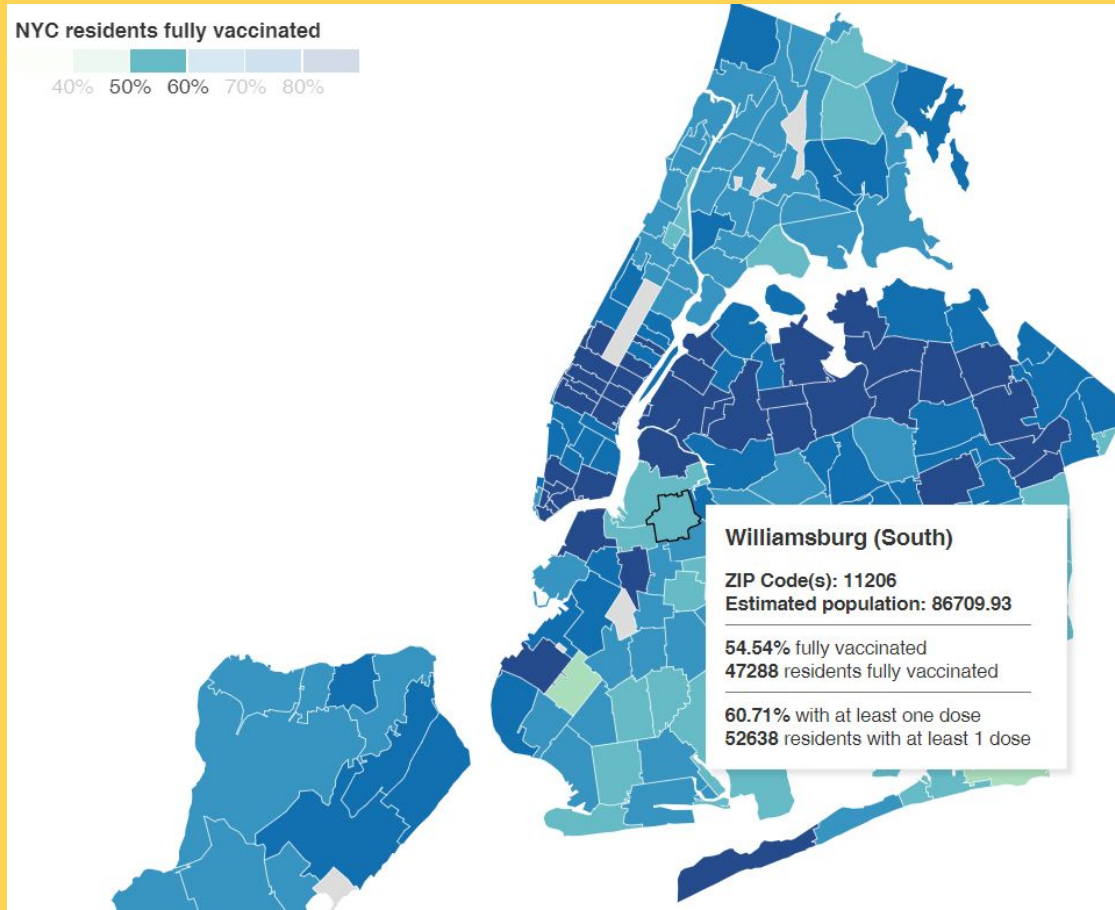 NYC residents fully vaccinated
40% 50% 60% 70% 80%
Williamsburg (South)
ZIP Code(s): 11206
Estimated population: 86709.93
54.54% fully vaccinated
47288 residents fully vaccinated
60.71% with at least one dose
52638 residents with at least 1 dose